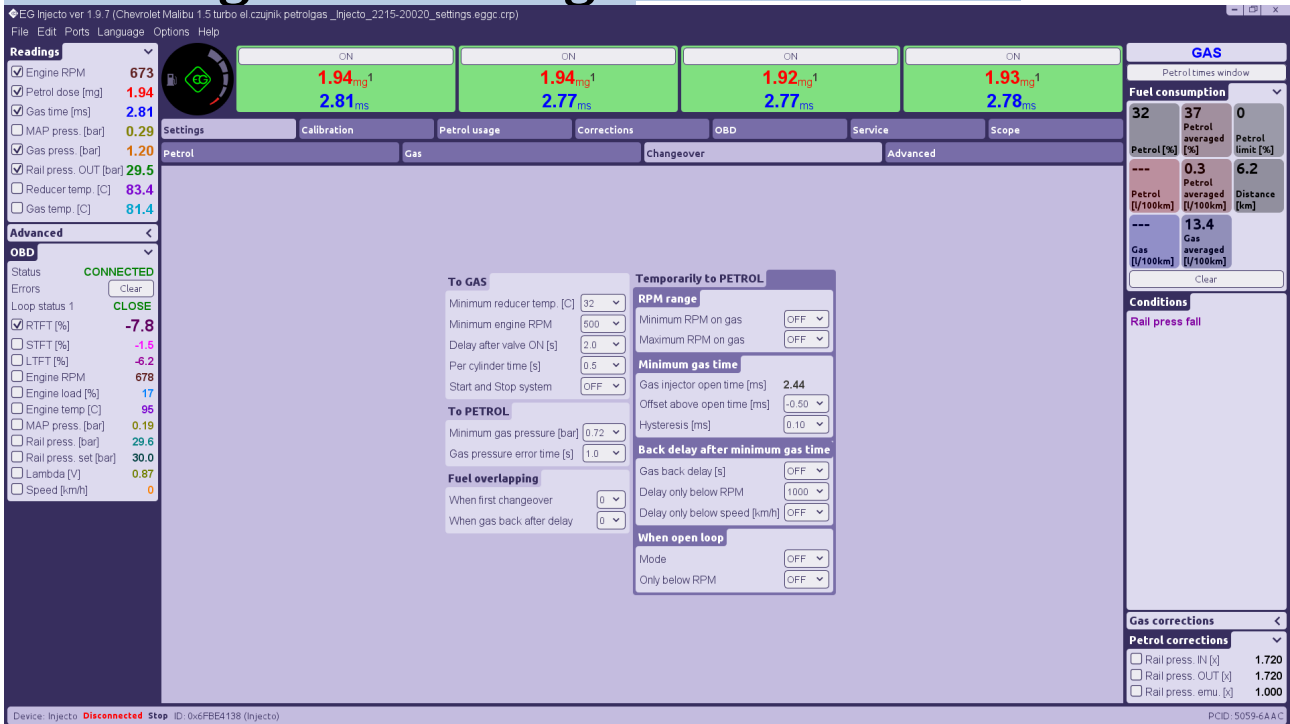 EG Injecto ver 1.9.7 (Chevrolet Malibu 1.5 turbo el.czujnik petrolgas _Injecto_2215-20020_settings.eggc.crp)
File Edit Ports Language Options Help
Readings
Engine RPM 673
Petrol dose [mg] 1.94
Gas time [ms] 2.81
MAP press. [bar] 0.29
Gas press. [bar] 1.20
Rail press. OUT [bar] 29.5
Reducer temp. [C] 83.4
Gas temp. [C] 81.4
Advanced
OBD
Status CONNECTED
Errors Clear
Loop status 1 CLOSE
RTFT [%] -7.8
STFT [%] -1.5
LTFT [%] -6.2
Engine RPM 678
Engine load [%] 17
Engine temp [C] 95
MAP press. [bar] 0.19
Rail press. [bar] 29.6
Rail press. set [bar] 30.0
Lambda [V] 0.87
Speed [km/h] 0
EG
ON ON ON ON
1.94mg1 1.94mg1 1.92mg1 1.93mg1
2.81ms 2.77ms 2.77ms 2.78ms
Settings Calibration Petrol usage Corrections OBD Service Scope
Petrol Gas Changeover Advanced
To GAS
Minimum reducer temp. [C] 32
Minimum engine RPM 500
Delay after valve ON [s] 2.0
Per cylinder time [s] 0.5
Start and Stop system OFF
To PETROL
Minimum gas pressure [bar] 0.72
Gas pressure error time [s] 1.0
Fuel overlapping
When first changeover 0
When gas back after delay 0
Temporarily to PETROL
RPM range
Minimum RPM on gas OFF
Maximum RPM on gas OFF
Minimum gas time
Gas injector open time [ms] 2.44
Offset above open time [ms] -0.50
Hysteresis [ms] 0.10
Back delay after minimum gas time
Gas back delay [s] OFF
Delay only below RPM 1000
Delay only below speed [km/h] OFF
When open loop
Mode OFF
Only below RPM OFF
GAS
Petrol times window
Fuel consumption
32 37 0
Petrol [%] Petrol averaged [%] Petrol limit [%]
--- 0.3 6.2
Petrol [l/100km] Petrol averaged [l/100km] Distance [km]
--- 13.4
Gas [l/100km] Gas averaged [l/100km]
Clear
Conditions
Rail press fall
Gas corrections
Petrol corrections
Rail press. IN [x] 1.720
Rail press. OUT [x] 1.720
Rail press. emu. [x] 1.000
Device: Injecto Disconnected Stop ID: 0x6FBE4138 (Injecto)
PCID: 5059-6AAC